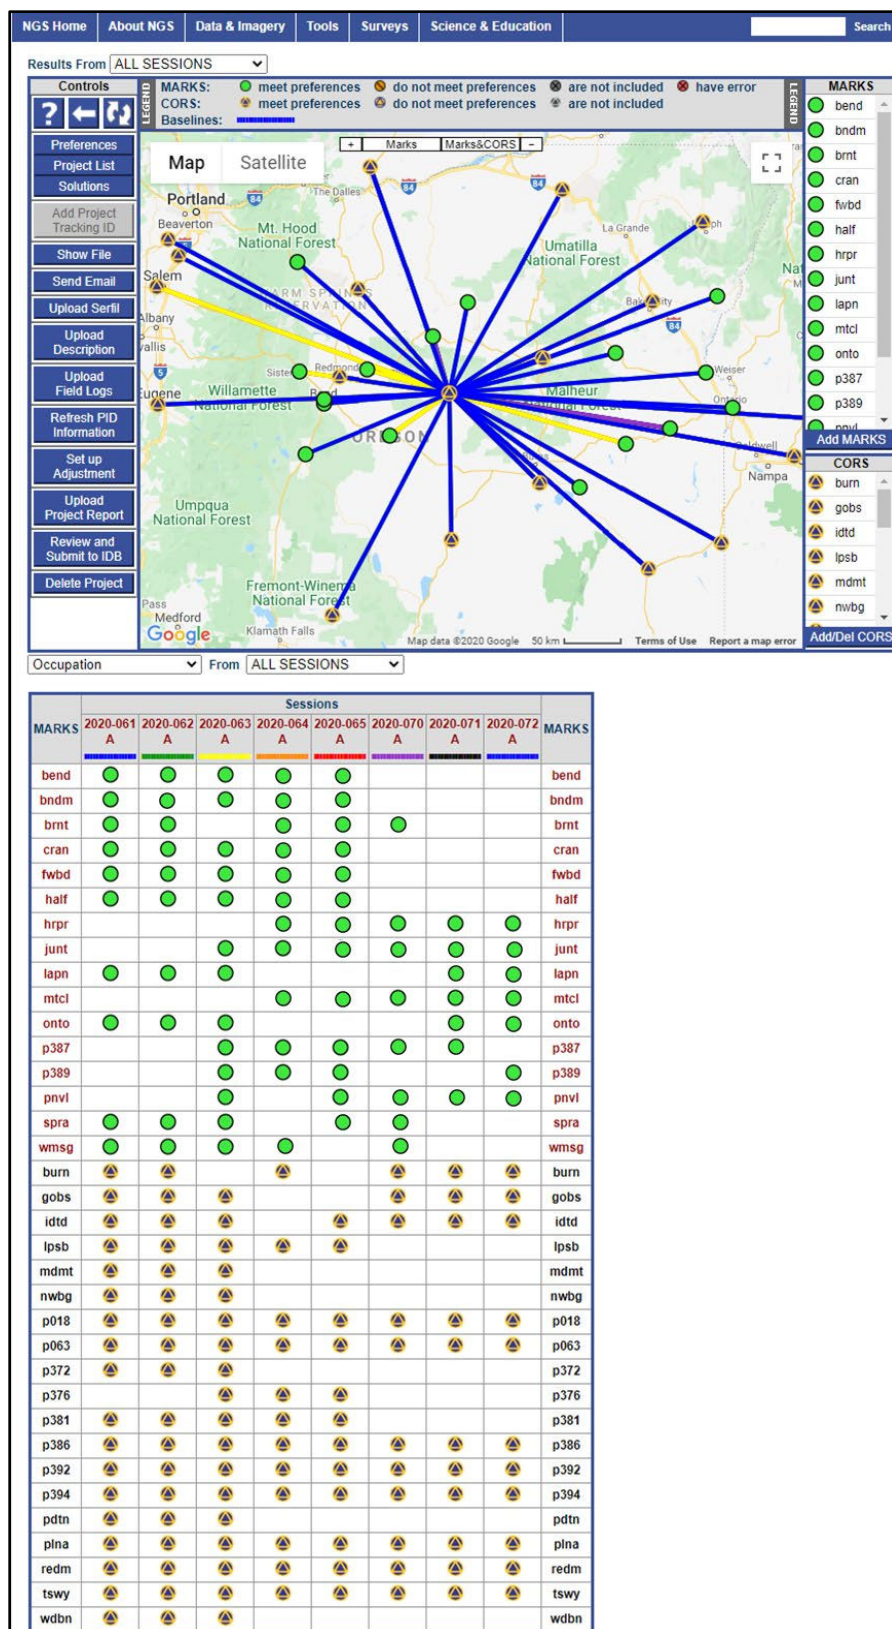 NGS Home About NGS Data & Imagery Tools Surveys Science & Education Search
Results From ALL SESSIONS
Controls
Preferences
Project List
Solutions
Add Project
Tracking ID
Show File
Send Email
Upload Serfil
Upload
Description
Upload
Field Logs
Refresh PID
Information
Set up
Adjustment
Upload
Project Report
Review and
Submit to IDB
Delete Project
LEGEND
MARKS: meet preferences do not meet preferences are not included have error
CORS: meet preferences do not meet preferences are not included
Baselines:
LEGEND
+ Marks Marks&CORS -
Map Satellite
Portland
Beaverton
The Dalles
84
84
84
5
Mt. Hood
National Forest
La Grande
Umatilla
National Forest
Salem
Albany
Redmond
Willamette
National Forest
Eugene
Malheur
National Forest
Weiser
Ontario
Caldwell
Nampa
OREGON
Umpqua
National Forest
Fremont-Winema
National Forest
Pass
Medford
Klamath Falls
Google
Map data ©2020 Google 50 km Terms of Use Report a map error
MARKS
bend
bndm
brnt
cran
fwbd
half
hrpr
junt
lapn
mtcl
onto
p387
p389
pnvl
Add MARKS
CORS
burn
gobs
idtd
lpsb
mdmt
nwbg
Add/Del CORS
Occupation From ALL SESSIONS
Sessions
MARKS 2020-061 2020-062 2020-063 2020-064 2020-065 2020-070 2020-071 2020-072 MARKS
A A A A A A A A
bend bend
bndm bndm
brnt brnt
cran cran
fwbd fwbd
half half
hrpr hrpr
junt junt
lapn lapn
mtcl mtcl
onto onto
p387 p387
p389 p389
pnvl pnvl
spra spra
wmsg wmsg
burn burn
gobs gobs
idtd idtd
lpsb lpsb
mdmt mdmt
nwbg nwbg
p018 p018
p063 p063
p372 p372
p376 p376
p381 p381
p386 p386
p392 p392
p394 p394
pdtn pdtn
plna plna
redm redm
tswy tswy
wdbn wdbn